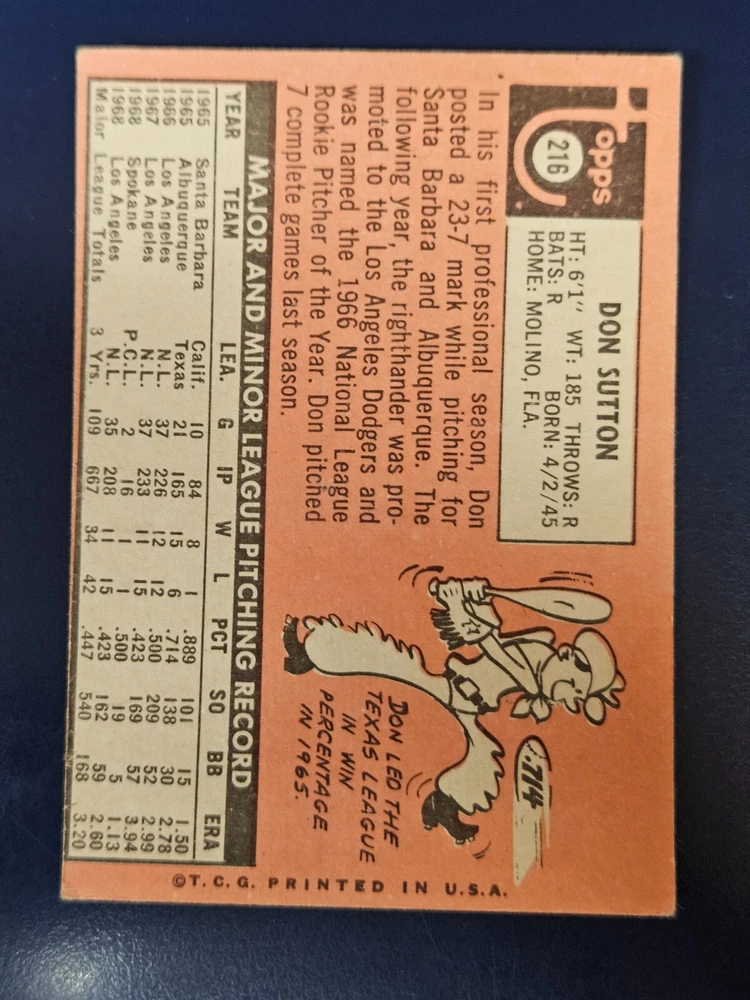 Topps
216
DON SUTTON
HT: 6'1" WT: 185 THROWS: R
BATS: R BORN: 4/2/45
HOME: MOLINO, FLA.
In his first professional season, Don
posted a 23-7 mark while pitching for
Santa Barbara and Albuquerque. The
following year, the righthander was pro-
moted to the Los Angeles Dodgers and
was named the 1966 National League
Rookie Pitcher of the Year. Don pitched
7 complete games last season.
.714
DON LED THE
TEXAS LEAGUE
IN WIN
PERCENTAGE
IN 1965.
MAJOR AND MINOR LEAGUE PITCHING RECORD
YEAR TEAM LEA. G IP W L PCT SO BB ERA
1965 Santa Barbara Calif. 10 84 8 1 .889 101 15 1.50
1965 Albuquerque Texas 21 165 15 6 .714 138 30 2.78
1966 Los Angeles N.L. 37 226 12 12 .500 209 52 2.99
1967 Los Angeles N.L. 37 233 11 15 .423 169 57 3.94
1968 Spokane P.C.L. 2 16 1 1 .500 19 5 1.13
1968 Los Angeles N.L. 35 208 11 15 .423 162 59 2.60
Major League Totals 3 Yrs. 109 667 34 42 .447 540 168 3.20
©T.C.G. PRINTED IN U.S.A.